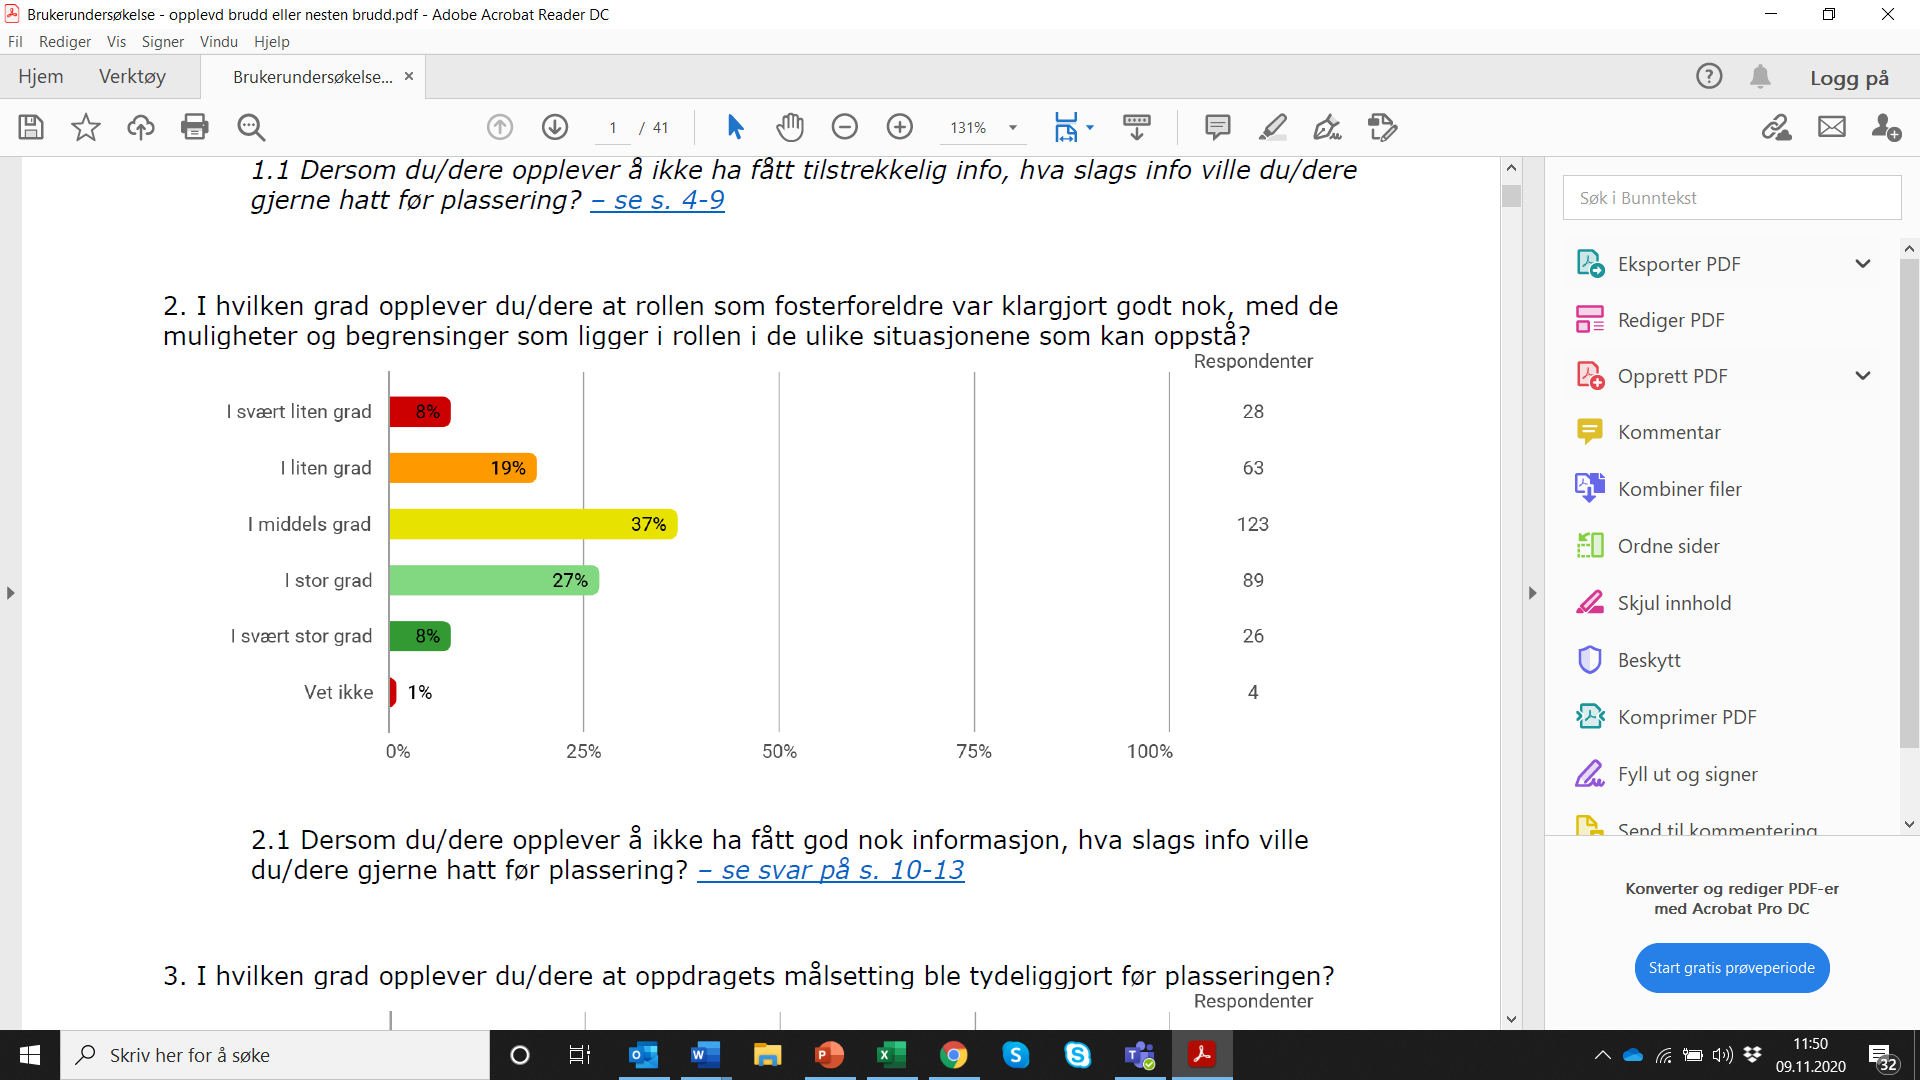 Brukerundersøkelse - opplevd brudd eller nesten brudd.pdf - Adobe Acrobat Reader DC
Fil Rediger Vis Signer Vindu Hjelp
Hjem Verktøy Brukerundersøkelse... × Logg på
1 / 41 131%
1.1 Dersom du/dere opplever å ikke ha fått tilstrekkelig info, hva slags info ville du/dere
gjerne hatt før plassering? – se s. 4-9
2. I hvilken grad opplever du/dere at rollen som fosterforeldre var klargjort godt nok, med de
muligheter og begrensinger som ligger i rollen i de ulike situasjonene som kan oppstå?
Respondenter
I svært liten grad 8% 28
I liten grad 19% 63
I middels grad 37% 123
I stor grad 27% 89
I svært stor grad 8% 26
Vet ikke 1% 4
0% 25% 50% 75% 100%
2.1 Dersom du/dere opplever å ikke ha fått god nok informasjon, hva slags info ville
du/dere gjerne hatt før plassering? – se svar på s. 10-13
3. I hvilken grad opplever du/dere at oppdragets målsetting ble tydeliggjort før plasseringen?
Respondenter
Søk i Bunntekst
Eksporter PDF
Rediger PDF
Opprett PDF
Kommentar
Kombiner filer
Ordne sider
Skjul innhold
Beskytt
Komprimer PDF
Fyll ut og signer
Send til kommentering
Konverter og rediger PDF-er
med Acrobat Pro DC
Start gratis prøveperiode
Skriv her for å søke
11:50
09.11.2020
32